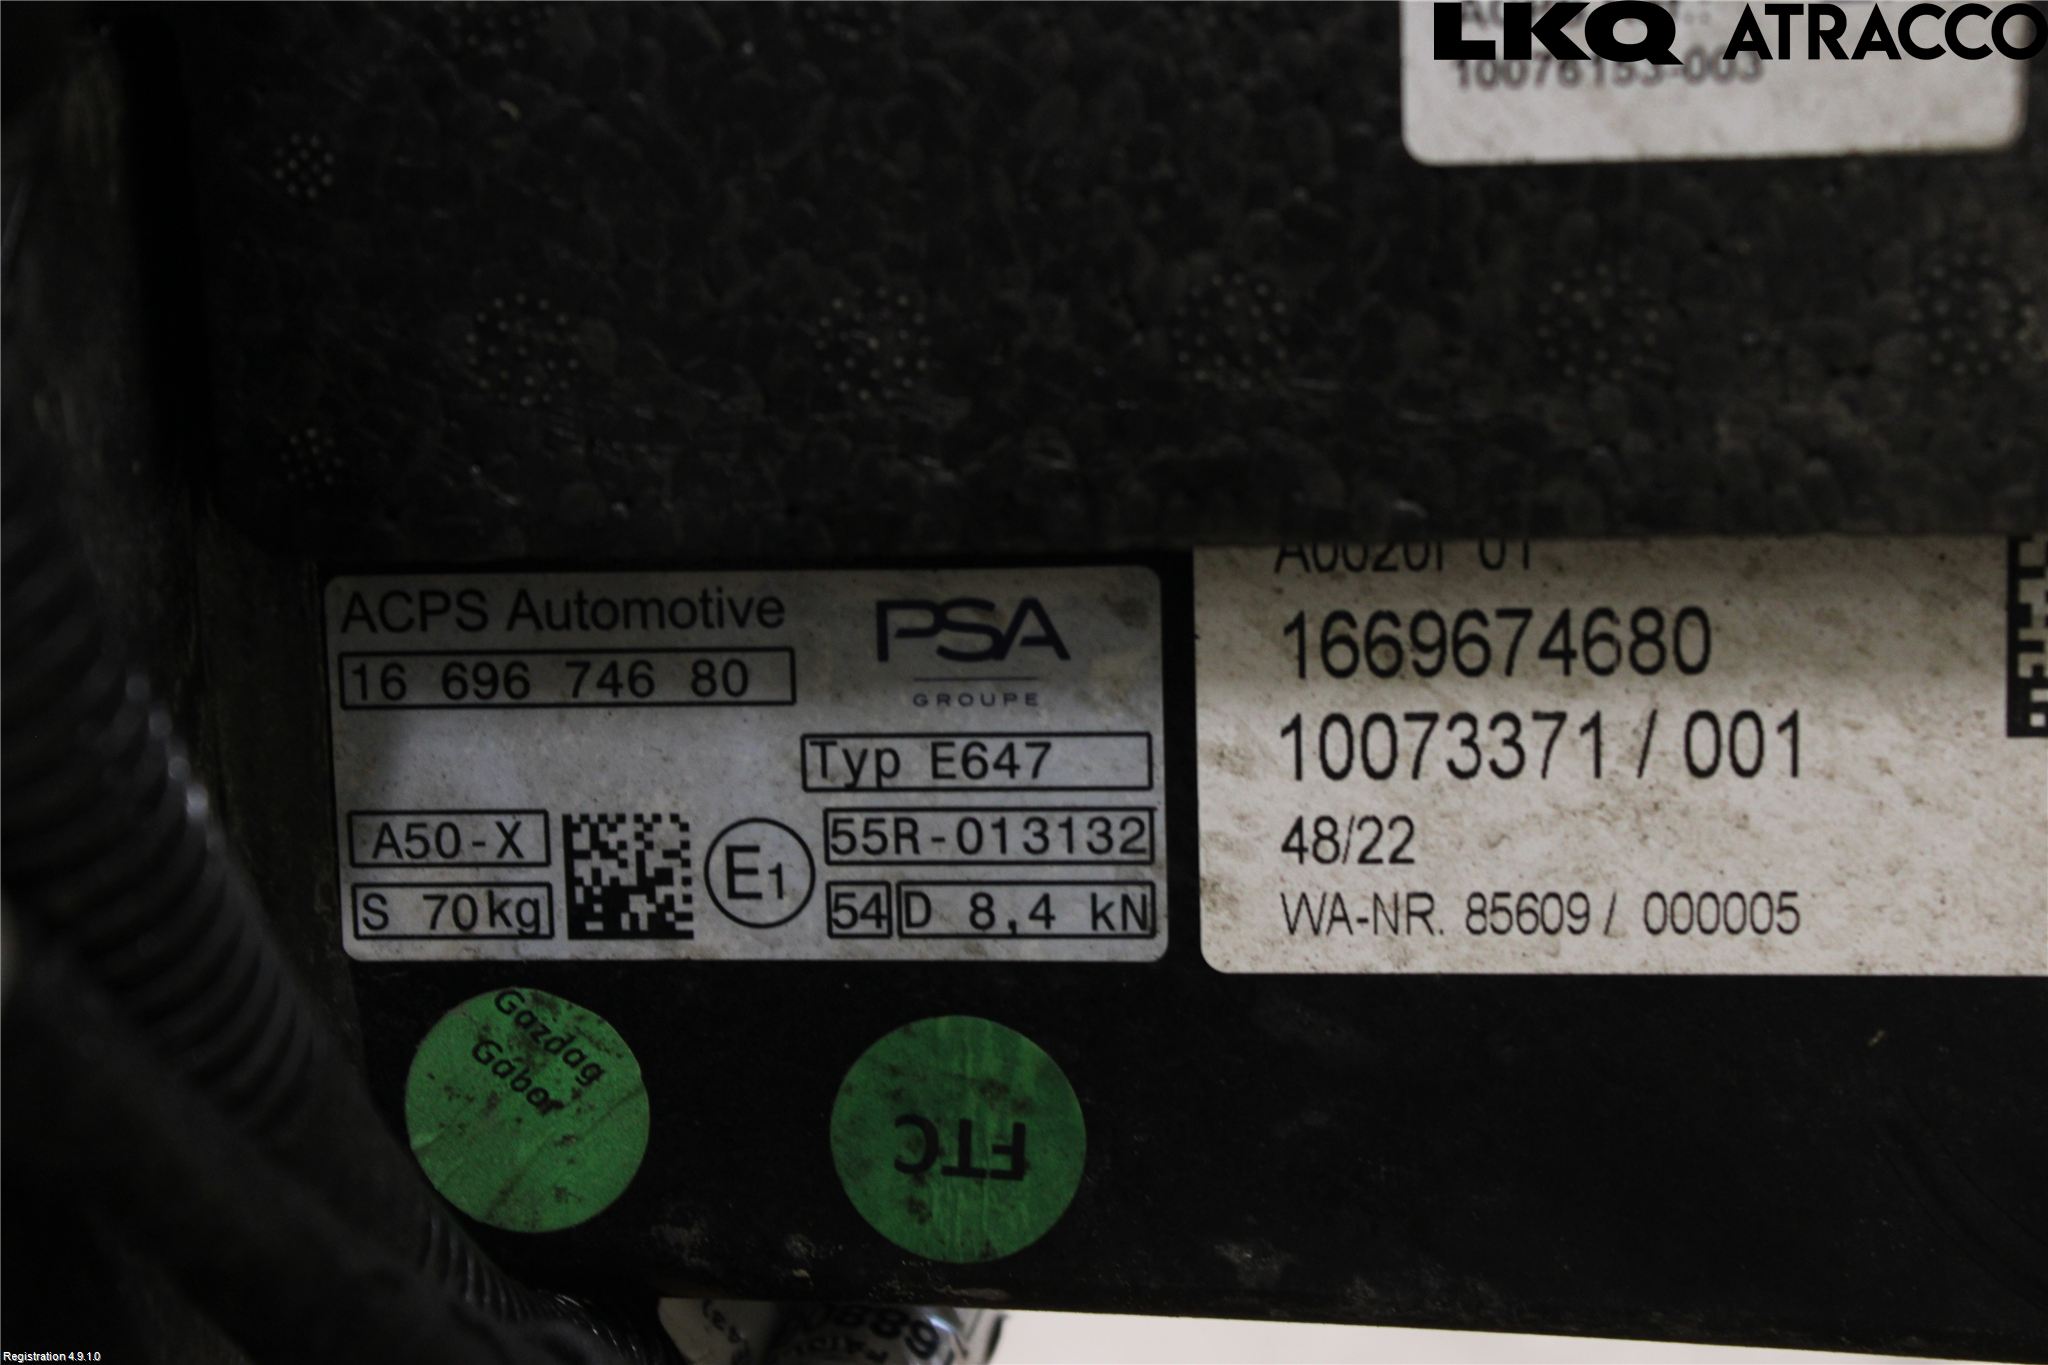 LKQ ATRACCO
10076153-003
ACPS Automotive
16 696 746 80
PSA
GROUPE
Typ E647
A50-X
E1
55R-013132
S 70kg
54
D 8,4 kN
1669674680
10073371 / 001
48/22
WA-NR. 85609 / 000005
Gazdag
Gábor
FTC
Registration 4.9.1.0